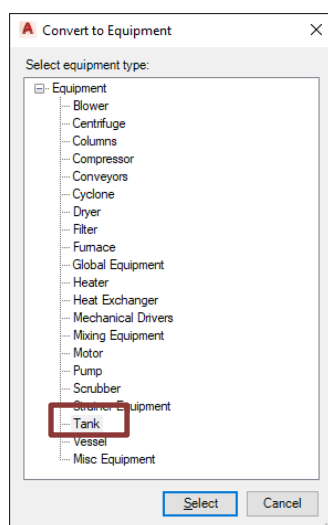 Convert to Equipment
Select equipment type:
Equipment
Blower
Centrifuge
Columns
Compressor
Conveyors
Cyclone
Dryer
Filter
Furnace
Global Equipment
Heater
Heat Exchanger
Mechanical Drivers
Mixing Equipment
Motor
Pump
Scrubber
Strainer Equipment
Tank
Vessel
Misc Equipment
Select
Cancel